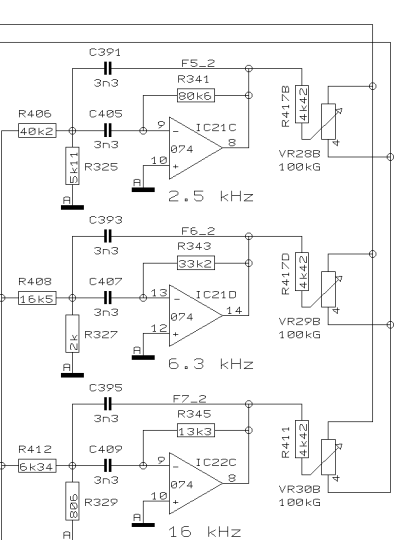 C391
F5_2
3n3
R341
80k6
R406
40k2
C405
3n3
9
IC21C
8
074
10
R417B
4k42
4
VR28B
100kG
5k11
R325
A
A
2.5 kHz
C393
F6_2
3n3
R343
33k2
R408
16k5
C407
3n3
13
IC21D
14
074
12
R417D
4k42
4
VR29B
100kG
2k
R327
A
A
6.3 kHz
C395
F7_2
3n3
R345
13k3
R412
6k34
C409
3n3
9
IC22C
8
074
10
R411
4k42
4
VR30B
100kG
806
R329
A
A
16 kHz